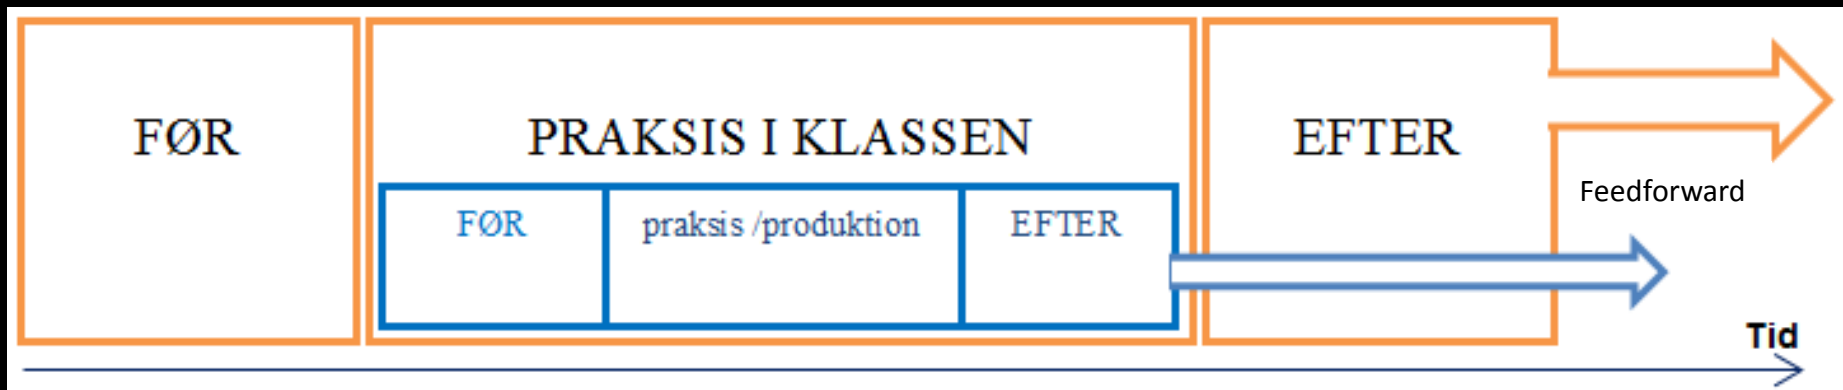 FØR
PRAKSIS I KLASSEN
EFTER
FØR
praksis /produktion
EFTER
Feedforward
Tid